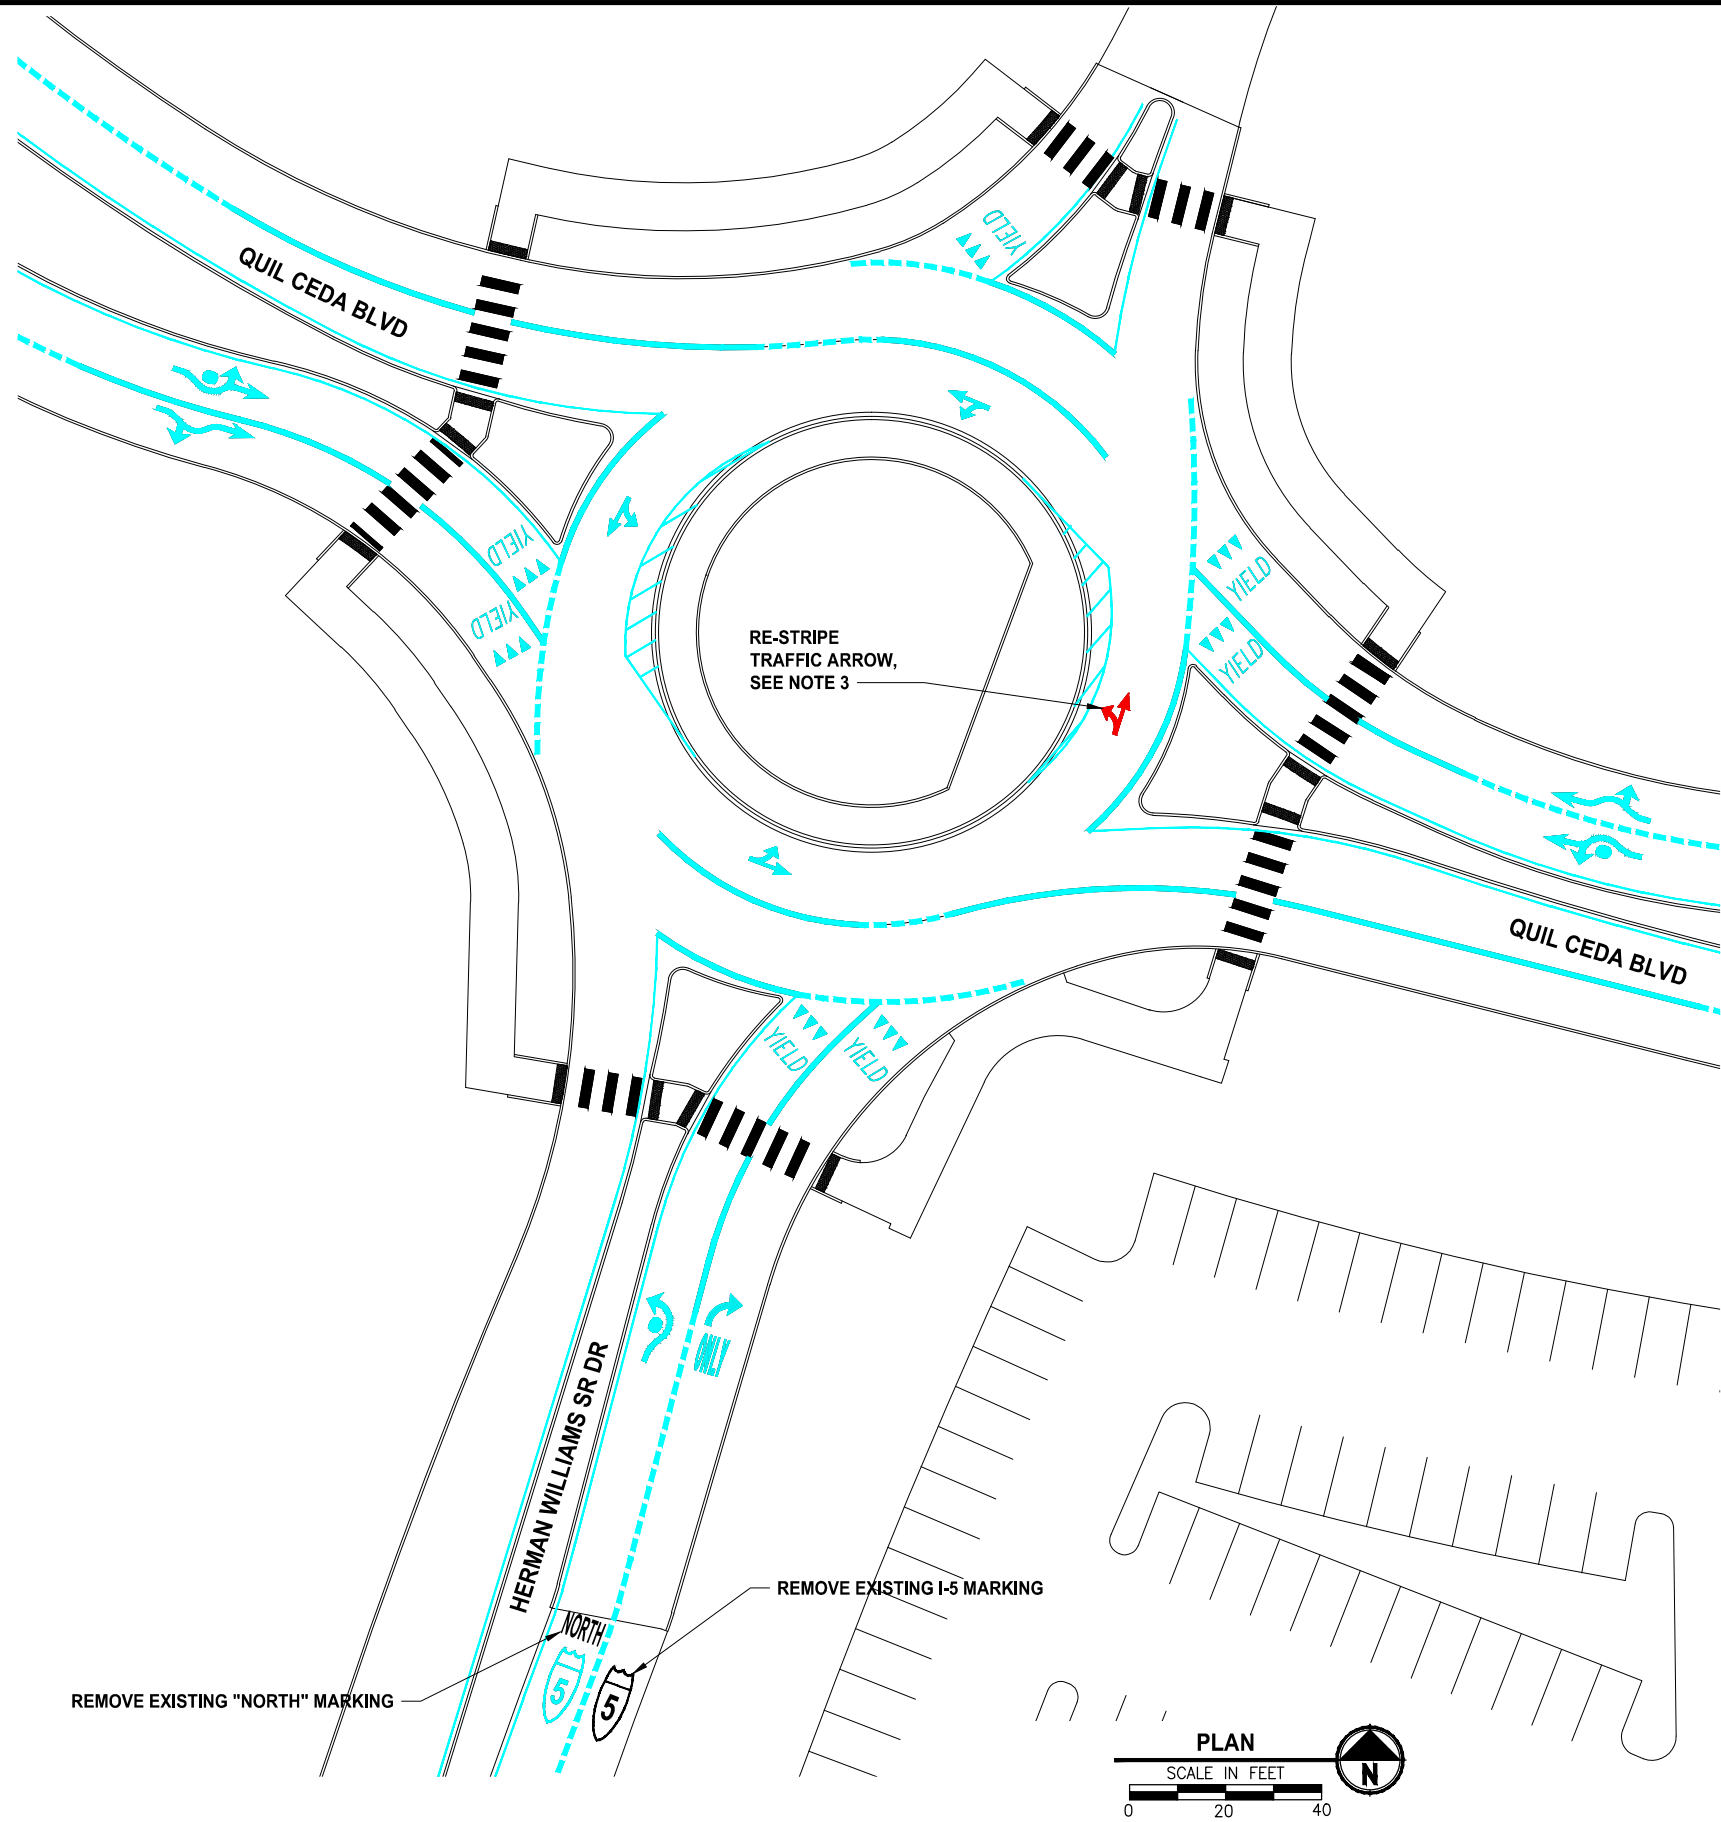 YIELD
QUIL CEDA BLVD
YIELD
YIELD
YIELD
YIELD
RE-STRIPE
TRAFFIC ARROW,
SEE NOTE 3
QUIL CEDA BLVD
YIELD
YIELD
ONLY
HERMAN WILLIAMS SR DR
REMOVE EXISTING I-5 MARKING
NORTH
5
5
REMOVE EXISTING "NORTH" MARKING
PLAN
SCALE IN FEET
N
0 20 40